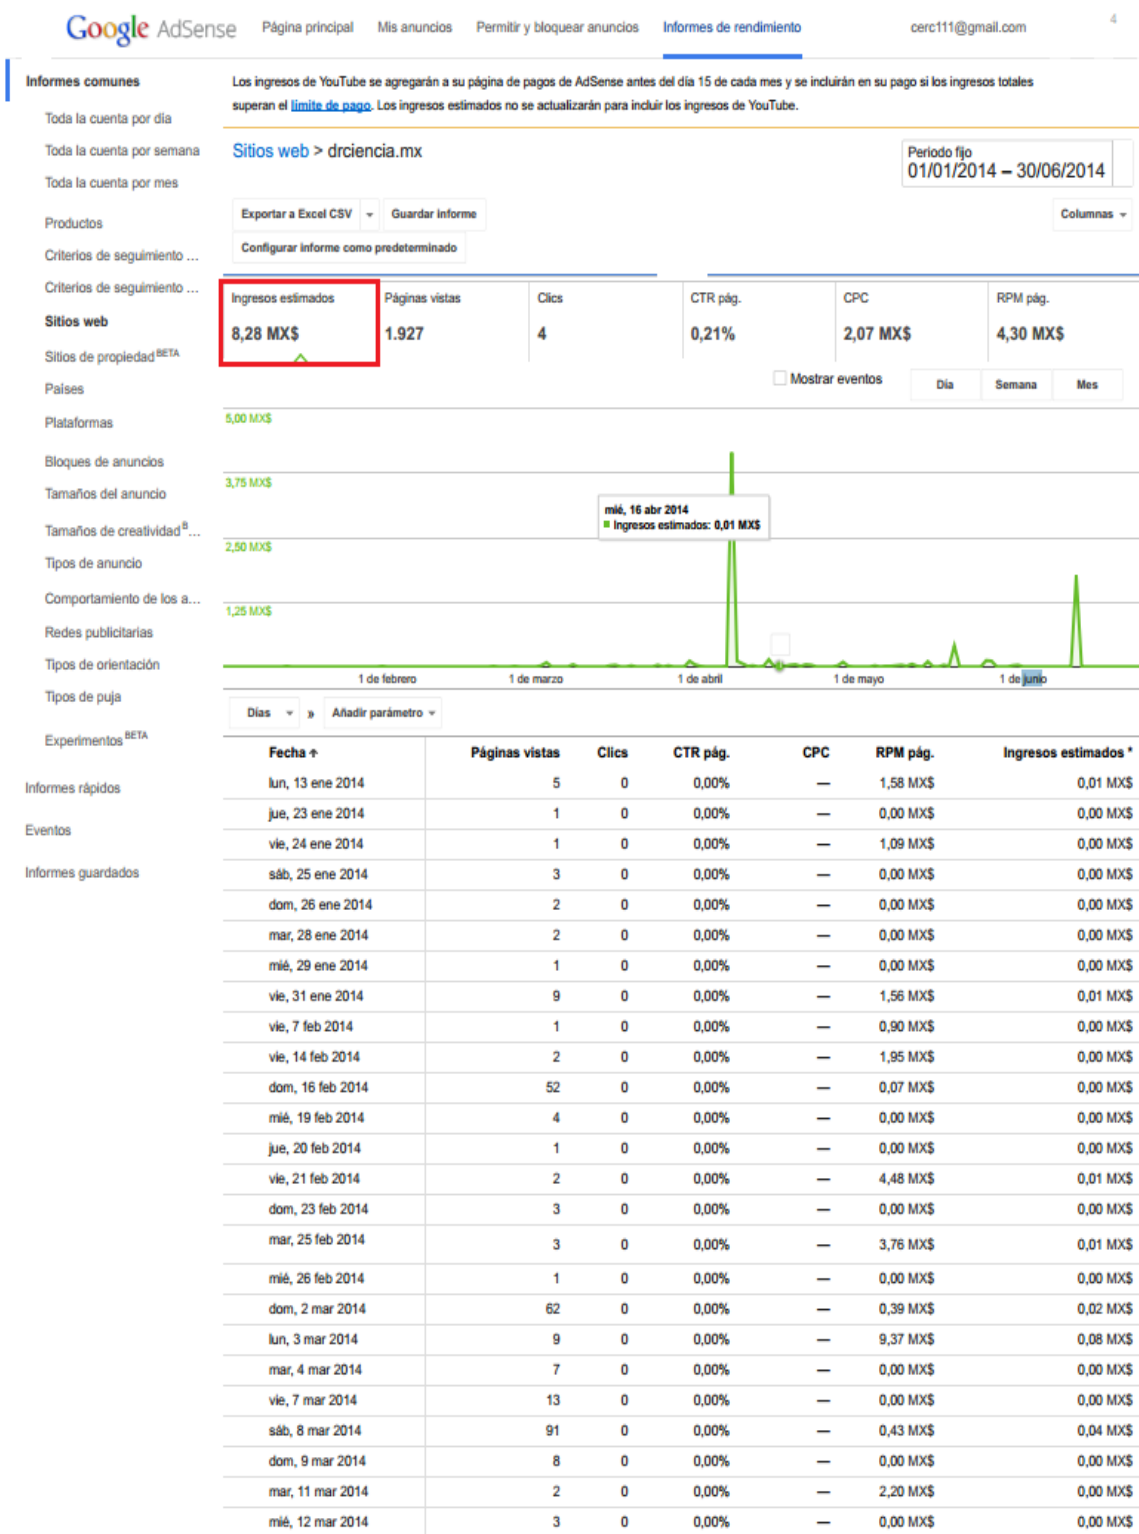 Google AdSense Página principal Mis anuncios Permitir y bloquear anuncios Informes de rendimiento cerc111@gmail.com 4
Informes comunes
Toda la cuenta por día
Toda la cuenta por semana
Toda la cuenta por mes
Productos
Criterios de seguimiento ...
Criterios de seguimiento ...
Sitios web
Sitios de propiedad BETA
Países
Plataformas
Bloques de anuncios
Tamaños del anuncio
Tamaños de creatividad B...
Tipos de anuncio
Comportamiento de los a...
Redes publicitarias
Tipos de orientación
Tipos de puja
Experimentos BETA
Informes rápidos
Eventos
Informes guardados
Los ingresos de YouTube se agregarán a su página de pagos de AdSense antes del día 15 de cada mes y se incluirán en su pago si los ingresos totales
superan el límite de pago. Los ingresos estimados no se actualizarán para incluir los ingresos de YouTube.
Sitios web > drciencia.mx
Periodo fijo
01/01/2014 – 30/06/2014
Exportar a Excel CSV Guardar informe Columnas
Configurar informe como predeterminado
Ingresos estimados Páginas vistas Clics CTR pág. CPC RPM pág.
8,28 MX$ 1.927 4 0,21% 2,07 MX$ 4,30 MX$
Mostrar eventos Día Semana Mes
5,00 MX$
3,75 MX$
mié, 16 abr 2014
Ingresos estimados: 0,01 MX$
2,50 MX$
1,25 MX$
1 de febrero 1 de marzo 1 de abril 1 de mayo 1 de junio
Días » Añadir parámetro
Fecha ↑ Páginas vistas Clics CTR pág. CPC RPM pág. Ingresos estimados *
lun, 13 ene 2014 5 0 0,00% — 1,58 MX$ 0,01 MX$
jue, 23 ene 2014 1 0 0,00% — 0,00 MX$ 0,00 MX$
vie, 24 ene 2014 1 0 0,00% — 1,09 MX$ 0,00 MX$
sáb, 25 ene 2014 3 0 0,00% — 0,00 MX$ 0,00 MX$
dom, 26 ene 2014 2 0 0,00% — 0,00 MX$ 0,00 MX$
mar, 28 ene 2014 2 0 0,00% — 0,00 MX$ 0,00 MX$
mié, 29 ene 2014 1 0 0,00% — 0,00 MX$ 0,00 MX$
vie, 31 ene 2014 9 0 0,00% — 1,56 MX$ 0,01 MX$
vie, 7 feb 2014 1 0 0,00% — 0,90 MX$ 0,00 MX$
vie, 14 feb 2014 2 0 0,00% — 1,95 MX$ 0,00 MX$
dom, 16 feb 2014 52 0 0,00% — 0,07 MX$ 0,00 MX$
mié, 19 feb 2014 4 0 0,00% — 0,00 MX$ 0,00 MX$
jue, 20 feb 2014 1 0 0,00% — 0,00 MX$ 0,00 MX$
vie, 21 feb 2014 2 0 0,00% — 4,48 MX$ 0,01 MX$
dom, 23 feb 2014 3 0 0,00% — 0,00 MX$ 0,00 MX$
mar, 25 feb 2014 3 0 0,00% — 3,76 MX$ 0,01 MX$
mié, 26 feb 2014 1 0 0,00% — 0,00 MX$ 0,00 MX$
dom, 2 mar 2014 62 0 0,00% — 0,39 MX$ 0,02 MX$
lun, 3 mar 2014 9 0 0,00% — 9,37 MX$ 0,08 MX$
mar, 4 mar 2014 7 0 0,00% — 0,00 MX$ 0,00 MX$
vie, 7 mar 2014 13 0 0,00% — 0,00 MX$ 0,00 MX$
sáb, 8 mar 2014 91 0 0,00% — 0,43 MX$ 0,04 MX$
dom, 9 mar 2014 8 0 0,00% — 0,00 MX$ 0,00 MX$
mar, 11 mar 2014 2 0 0,00% — 2,20 MX$ 0,00 MX$
mié, 12 mar 2014 3 0 0,00% — 0,00 MX$ 0,00 MX$